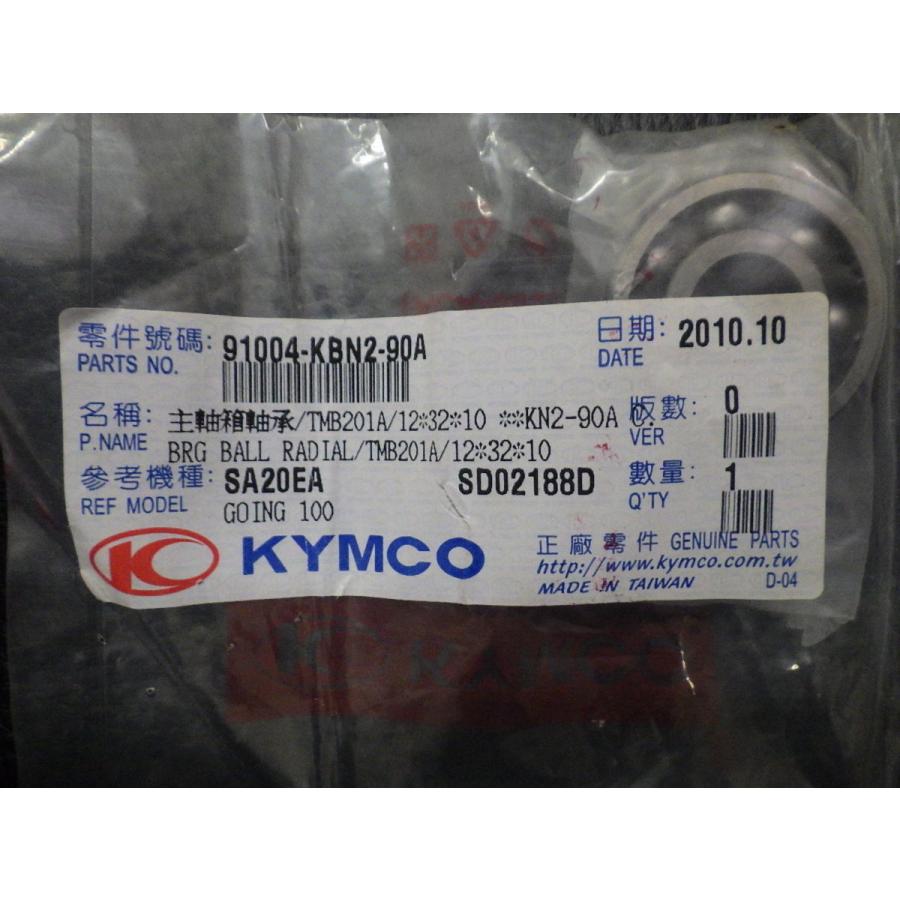 零件號碼: 91004-KBN2-90A
PARTS NO.
日期: 2010.10
DATE
名稱: 主軸箱軸承/TMB201A/12*32*10 **KN2-90A
P.NAME BRG BALL RADIAL/TMB201A/12*32*10
版數: 0
VER
參考機種: SA20EA SD02188D
REF MODEL GOING 100
數量: 1
Q'TY
KYMCO
正廠零件 GENUINE PARTS
http://www.kymco.com.tw
MADE IN TAIWAN D-04
KYMCO